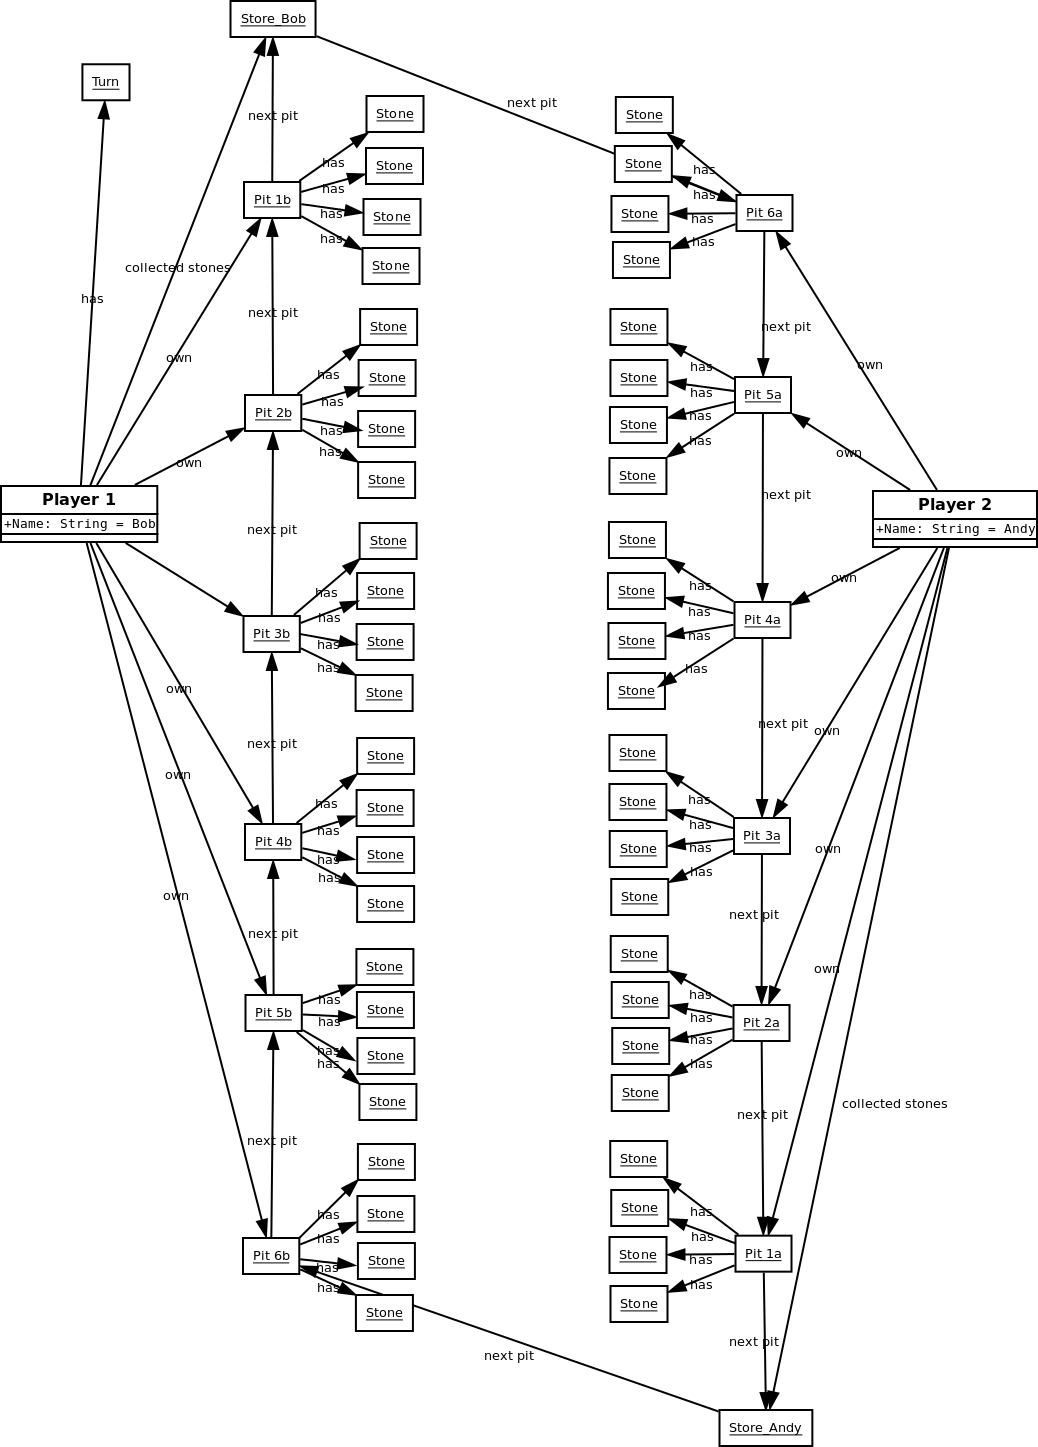 Store_Bob
Turn
next pit
next pit
Stone
Stone
has
Stone
has
Pit 1b
has
Stone
has
Stone
Stone
Stone
has
has
Stone
has
Pit 6a
has
Stone
collected stones
has
next pit
own
Stone
has
Stone
has
Pit 2b
Stone
has
has
Stone
own
own
Stone
next pit
has
Stone
has
Pit 5a
Stone
has
has
Stone
own
own
next pit
Player 1
+Name: String = Bob
Player 2
+Name: String = Andy
next pit
Stone
has
Stone
has
Pit 3b
Stone
has
has
Stone
Stone
has
Stone
has
Pit 4a
Stone
has
has
Stone
own
own
next pit
Stone
has
Stone
has
Pit 4b
Stone
has
has
Stone
next pit
own
Stone
has
Stone
has
Pit 3a
Stone
has
has
Stone
own
own
own
next pit
next pit
Stone
has
Stone
Pit 5b
has
Stone
has
has
Stone
Stone
has
Stone
has
Pit 2a
Stone
has
has
Stone
own
collected stones
next pit
next pit
Stone
has
Stone
has
Pit 6b
Stone
has
has
Stone
Stone
has
Stone
has
Pit 1a
Stone
has
has
Stone
next pit
next pit
Store_Andy